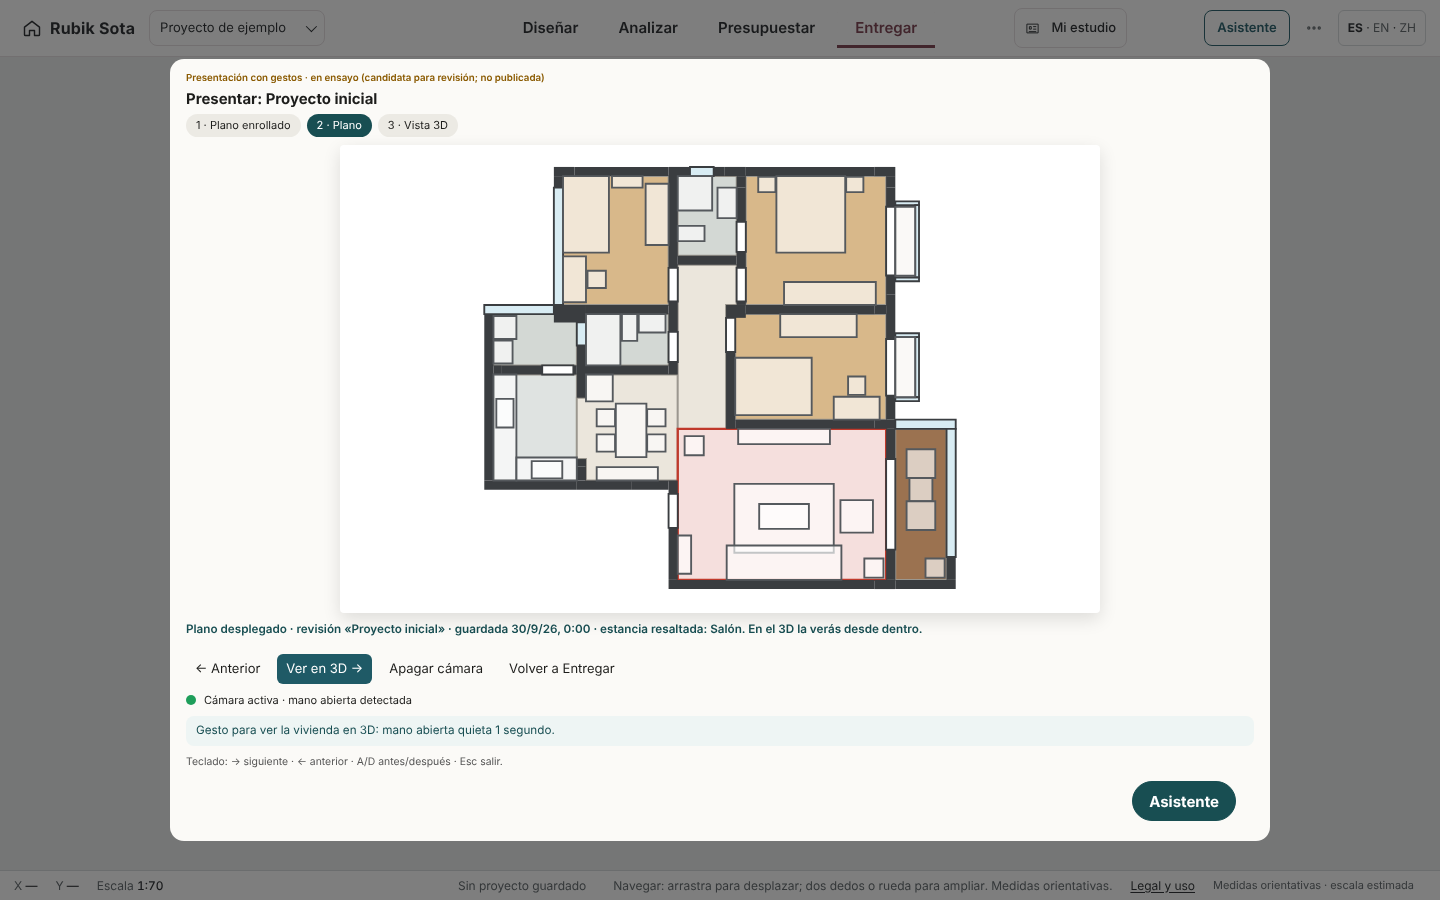 Rubik Sota
Proyecto de ejemplo
Diseñar
Analizar
Presupuestar
Entregar
Mi estudio
Asistente
···
ES · EN · ZH
Presentación con gestos · en ensayo (candidata para revisión; no publicada)
Presentar: Proyecto inicial
1 · Plano enrollado
2 · Plano
3 · Vista 3D
Plano desplegado · revisión «Proyecto inicial» · guardada 30/9/26, 0:00 · estancia resaltada: Salón. En el 3D la verás desde dentro.
← Anterior
Ver en 3D →
Apagar cámara
Volver a Entregar
Cámara activa · mano abierta detectada
Gesto para ver la vivienda en 3D: mano abierta quieta 1 segundo.
Teclado: → siguiente · ← anterior · A/D antes/después · Esc salir.
Asistente
X —
Y —
Escala 1:70
Sin proyecto guardado
Navegar: arrastra para desplazar; dos dedos o rueda para ampliar. Medidas orientativas.
Legal y uso
Medidas orientativas · escala estimada